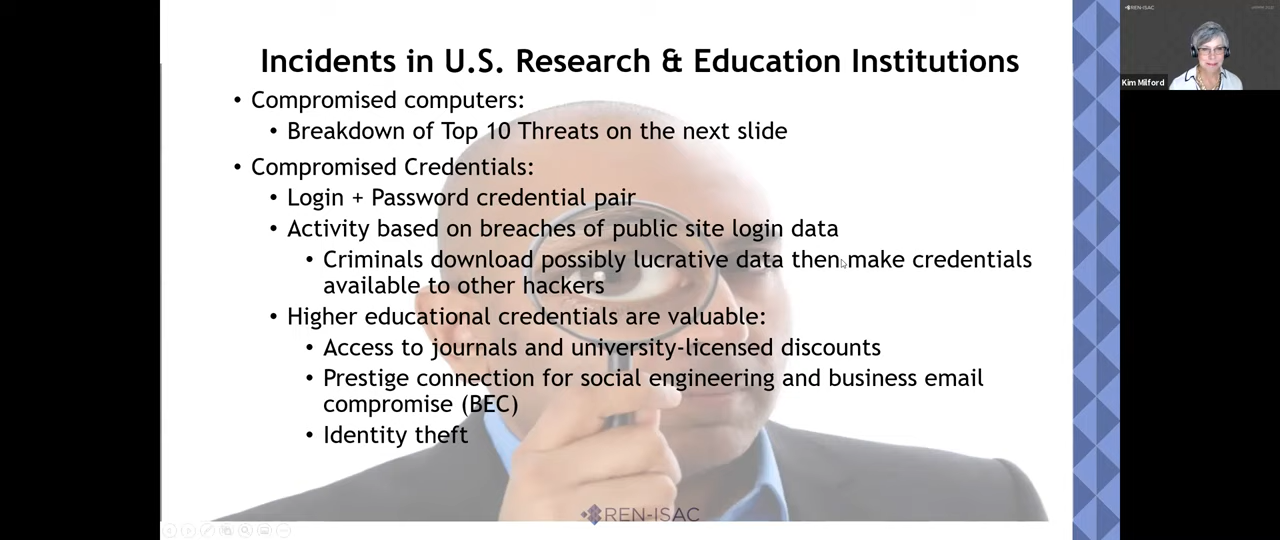 Incidents in U.S. Research & Education Institutions
• Compromised computers:
• Breakdown of Top 10 Threats on the next slide
• Compromised Credentials:
• Login + Password credential pair
• Activity based on breaches of public site login data
• Criminals download possibly lucrative data then make credentials
available to other hackers
• Higher educational credentials are valuable:
• Access to journals and university-licensed discounts
• Prestige connection for social engineering and business email
compromise (BEC)
• Identity theft
REN-ISAC
REN-ISAC
Kim Milford